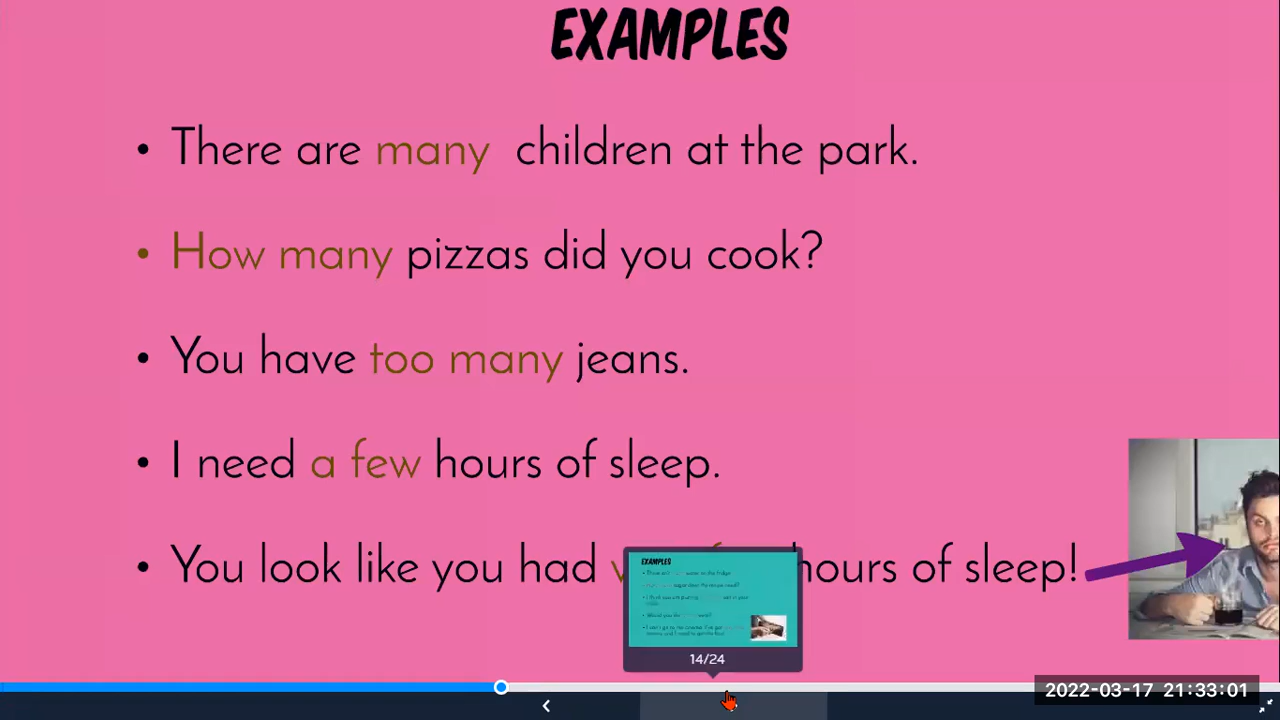 EXAMPLES
• There are many children at the park.
• How many pizzas did you cook?
• You have too many jeans.
• I need a few hours of sleep.
• You look like you had hours of sleep!
EXAMPLES
14/24
2022-03-17 21:33:01